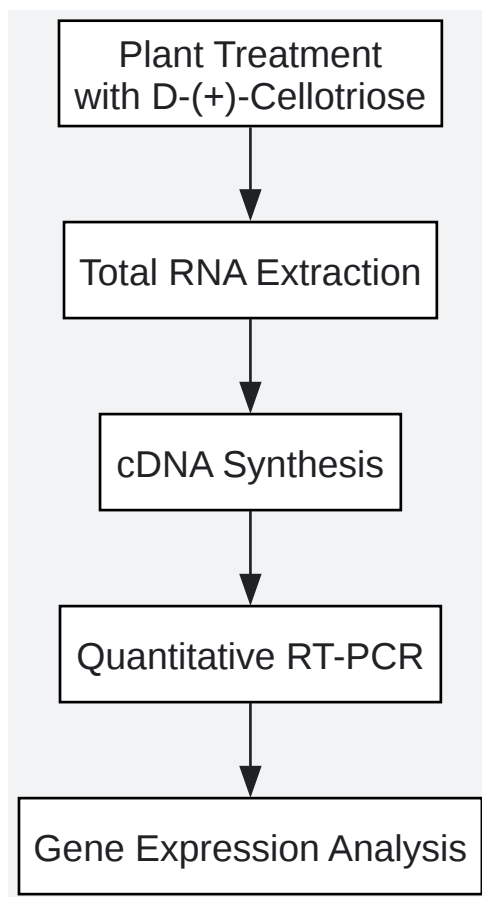 Plant Treatment
with D-(+)-Cellotriose
Total RNA Extraction
cDNA Synthesis
Quantitative RT-PCR
Gene Expression Analysis